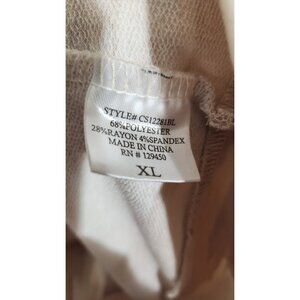 STYLE# CS12281BL
68%POLYESTER
28%RAYON 4%SPANDEX
MADE IN CHINA
RN # 129450
XL